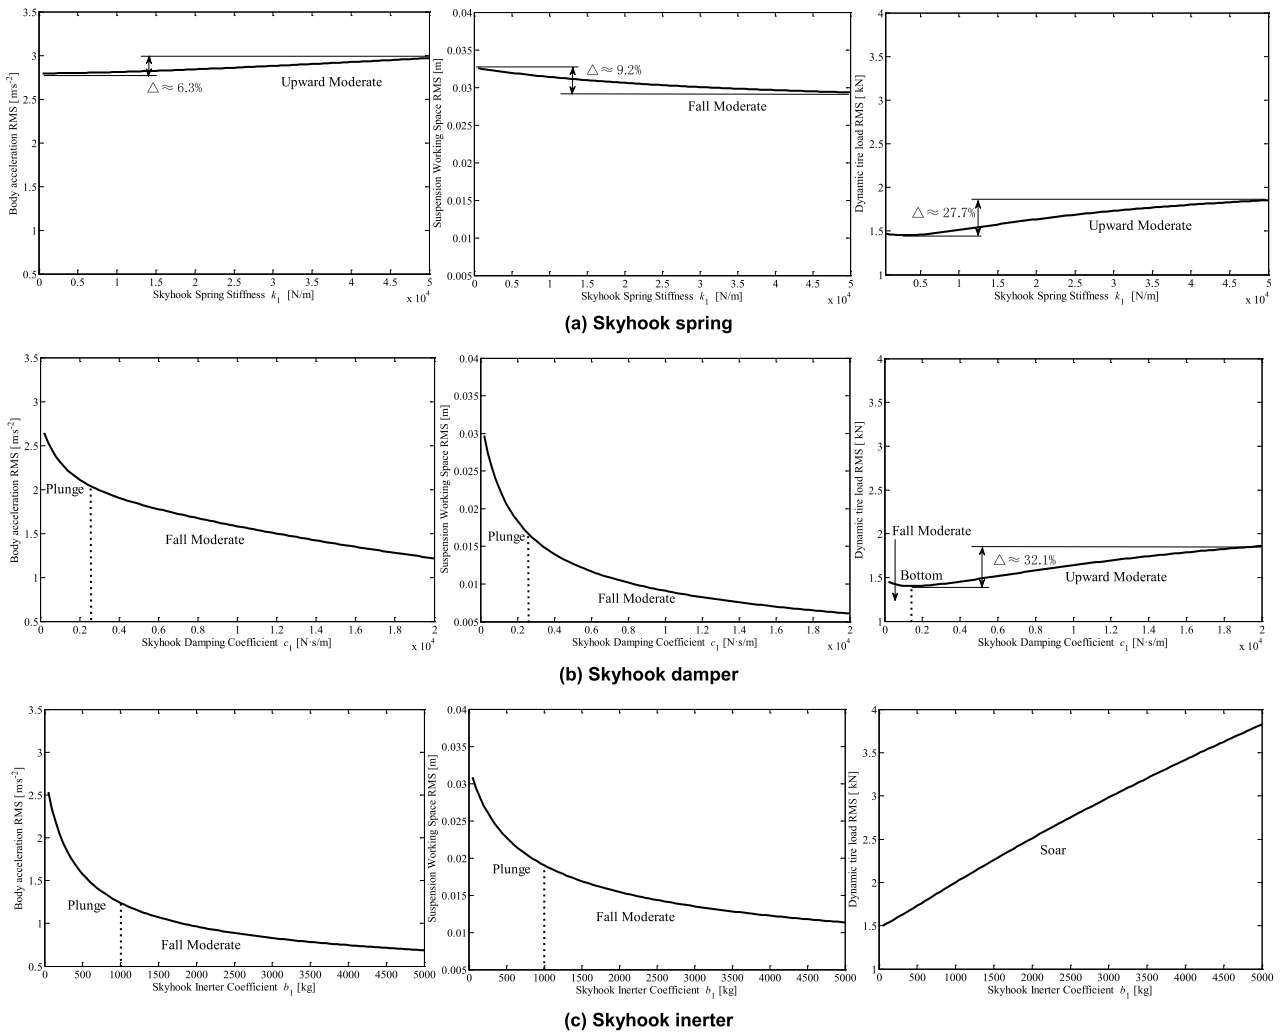 3.5
3
2.5
2
1.5
1
0.5
Body acceleration RMS [ms-2]
△≈ 6.3%
Upward Moderate
0 0.5 1 1.5 2 2.5 3 3.5 4 4.5 5
Skyhook Spring Stiffness k1 [N/m]
x 10^4
0.04
0.035
0.03
0.025
0.02
0.015
0.01
0.005
Suspension Working Space RMS [m]
△≈ 9.2%
Fall Moderate
0 0.5 1 1.5 2 2.5 3 3.5 4 4.5 5
Skyhook Spring Stiffness k1 [N/m]
x 10^4
4
3.5
3
2.5
2
1.5
1
Dynamic tire load RMS [ kN]
△≈ 27.7%
Upward Moderate
0.5 1 1.5 2 2.5 3 3.5 4 4.5 5
Skyhook Spring Stiffness k1 [N/m]
x 10^4
(a) Skyhook spring
3.5
3
2.5
2
1.5
1
0.5
Body acceleration RMS [m·s-2]
Plunge
Fall Moderate
0 0.2 0.4 0.6 0.8 1 1.2 1.4 1.6 1.8 2
Skyhook Damping Coefficient c1 [N·s/m]
x 10^4
0.04
0.035
0.03
0.025
0.02
0.015
0.01
0.005
Suspension Working Space RMS [m]
Plunge
Fall Moderate
0 0.2 0.4 0.6 0.8 1 1.2 1.4 1.6 1.8 2
Skyhook Damping Coefficient c1 [N·s/m]
x 10^4
4
3.5
3
2.5
2
1.5
1
Dynamic tire load RMS [ kN]
Fall Moderate
Bottom
△≈ 32.1%
Upward Moderate
0 0.2 0.4 0.6 0.8 1 1.2 1.4 1.6 1.8 2
Skyhook Damping Coefficient c1 [N·s/m]
x 10^4
(b) Skyhook damper
3.5
3
2.5
2
1.5
1
0.5
Body acceleration RMS [m·s-2]
Plunge
Fall Moderate
0 500 1000 1500 2000 2500 3000 3500 4000 4500 5000
Skyhook Inerter Coefficient b1 [kg]
0.04
0.035
0.03
0.025
0.02
0.015
0.01
0.005
Suspension Working Space RMS [m]
Plunge
Fall Moderate
0 500 1000 1500 2000 2500 3000 3500 4000 4500 5000
Skyhook Inerter Coefficient b1 [kg]
4
3.5
3
2.5
2
1.5
1
Dynamic tire load RMS [ kN]
Soar
0 500 1000 1500 2000 2500 3000 3500 4000 4500 5000
Skyhook Inerter Coefficient b1 [kg]
(c) Skyhook inerter